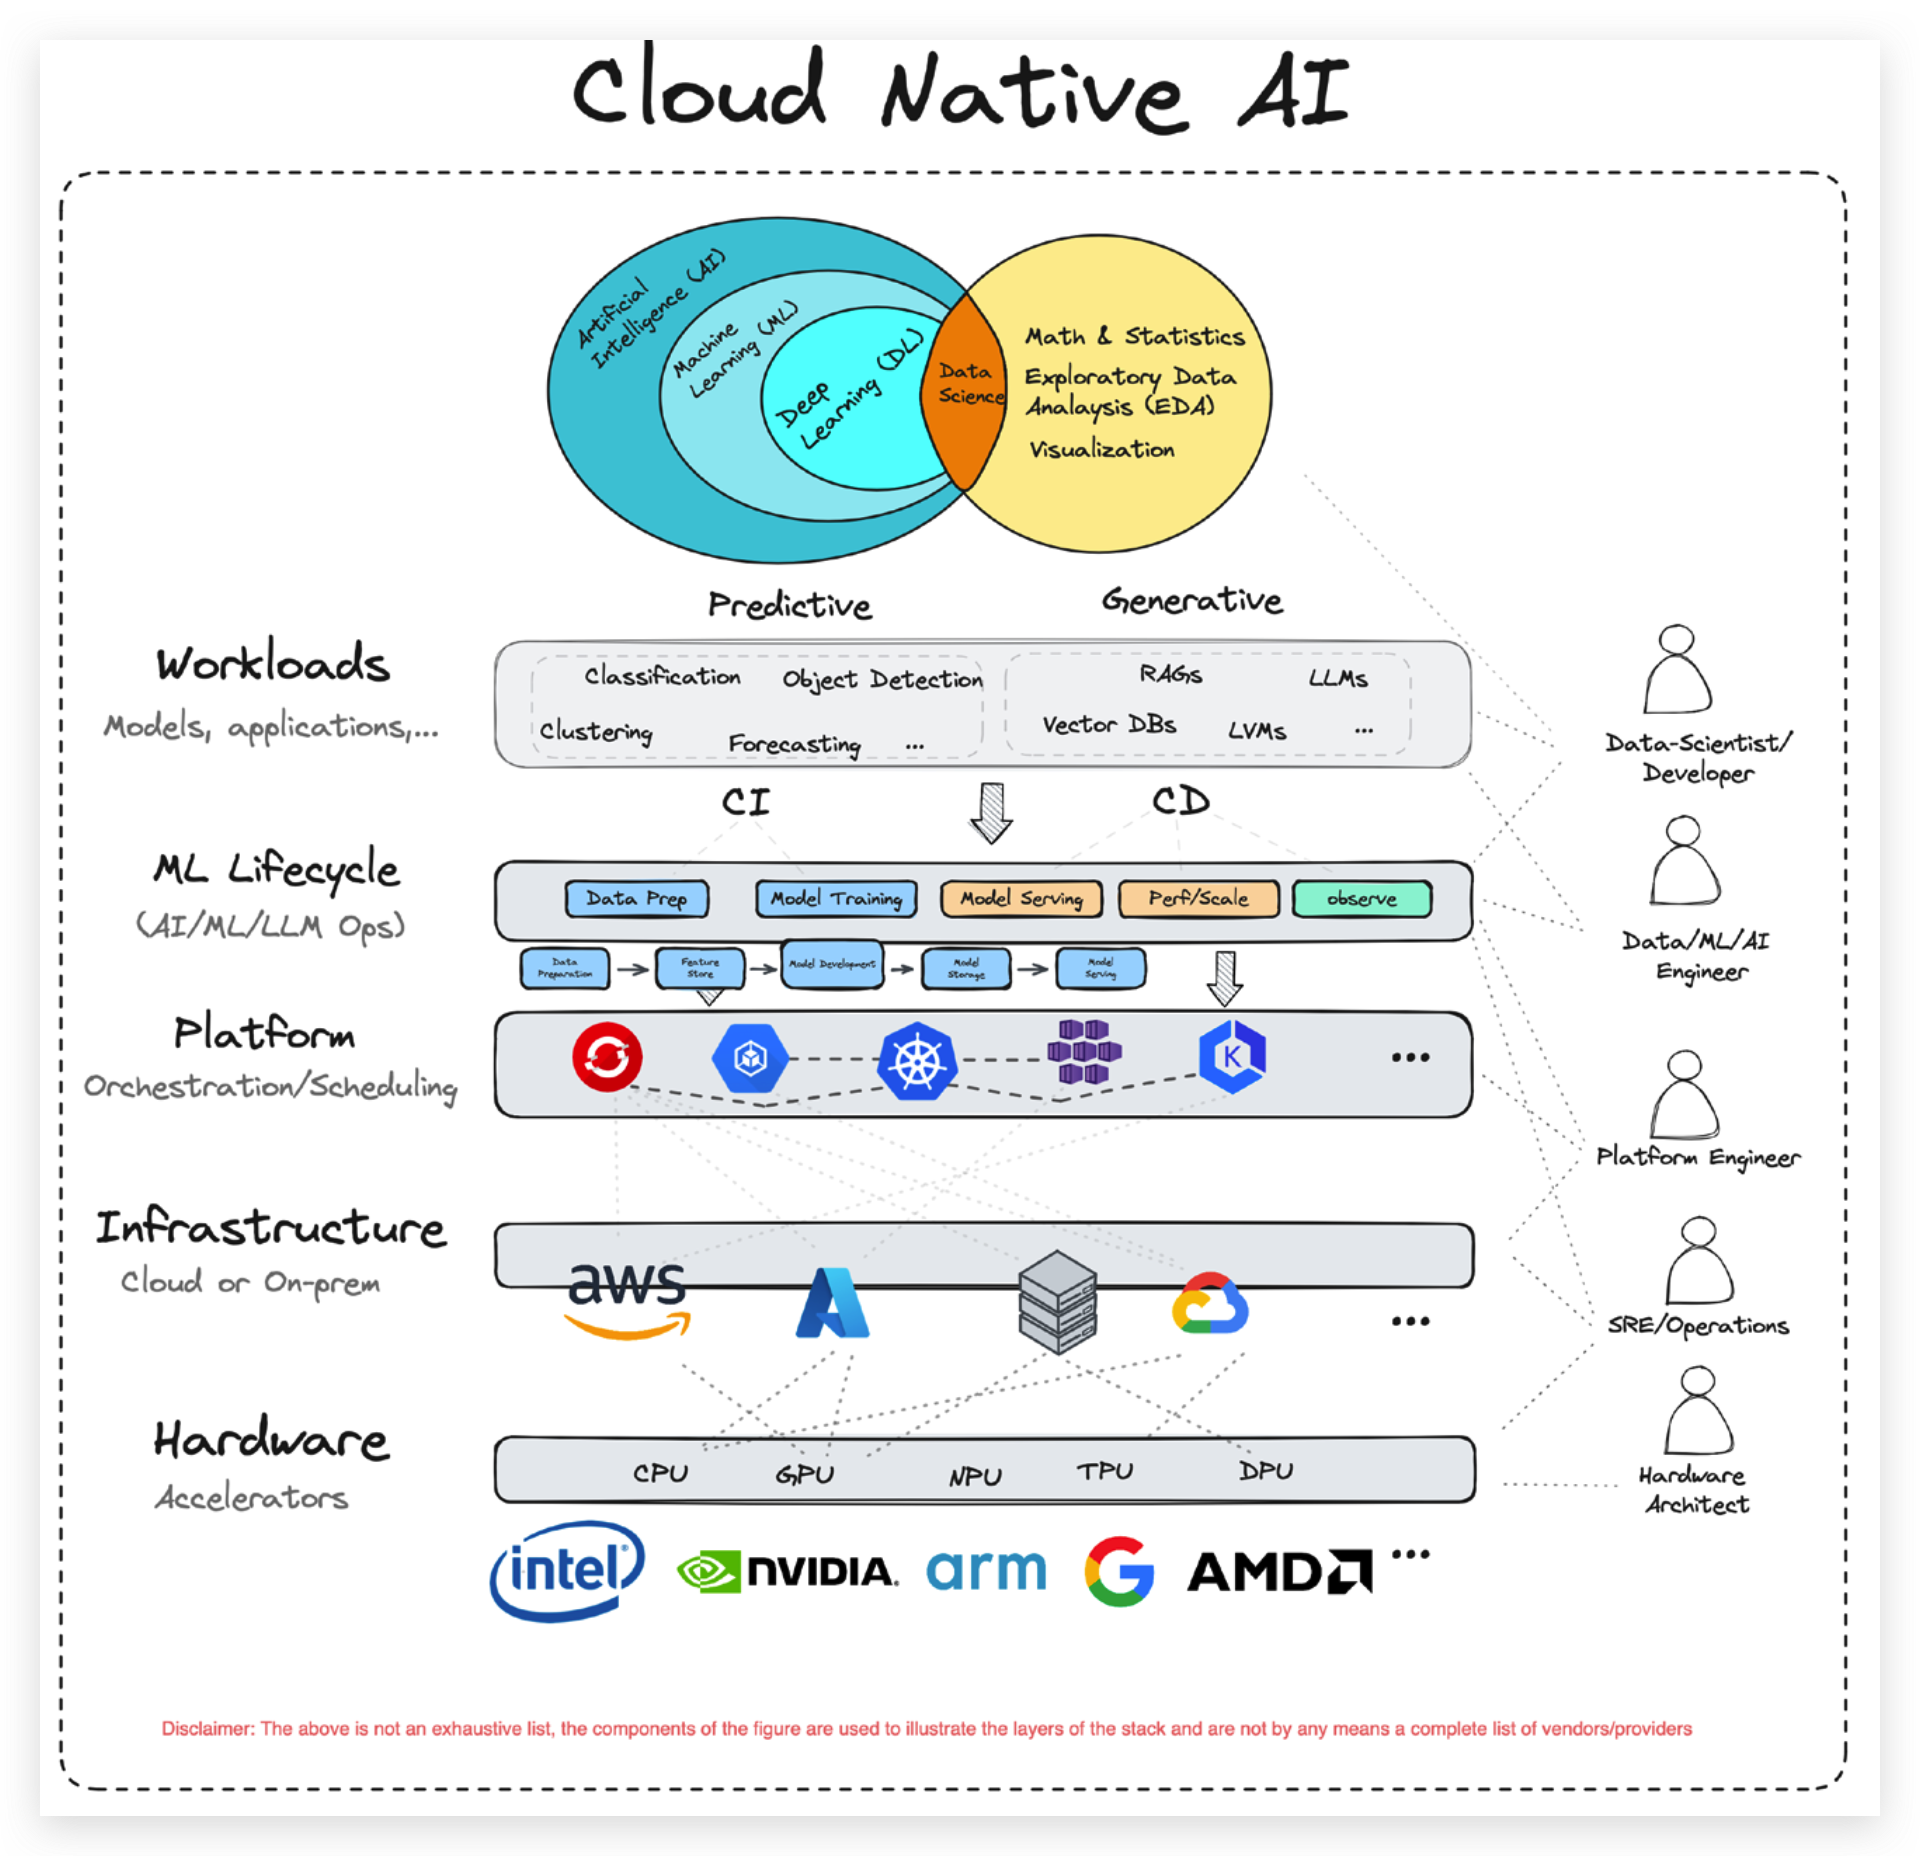 Cloud Native AI
Artificial
Intelligence (AI)
Machine
Learning (ML)
Deep
Learning (DL)
Data
Science
Math & Statistics
Exploratory Data
Analaysis (EDA)
Visualization
Predictive
Generative
Workloads
Models, applications,...
Classification
Object Detection
Clustering
Forecasting
...
RAGs
LLMs
Vector DBs
LVMs
...
Data-Scientist/
Developer
CI
CD
ML Lifecycle
(AI/ML/LLM Ops)
Data Prep
Model Training
Model Serving
Perf/Scale
observe
Data
Preparation
Feature
Store
Model Development
Model
Storage
Model
Serving
Data/ML/AI
Engineer
Platform
Orchestration/Scheduling
K
...
Platform Engineer
Infrastructure
Cloud or On-prem
aws
...
SRE/Operations
Hardware
Accelerators
CPU
GPU
NPU
TPU
DPU
Hardware
Architect
intel®
NVIDIA.
arm
G
AMD
...
Disclaimer: The above is not an exhaustive list, the components of the figure are used to illustrate the layers of the stack and are not by any means a complete list of vendors/providers